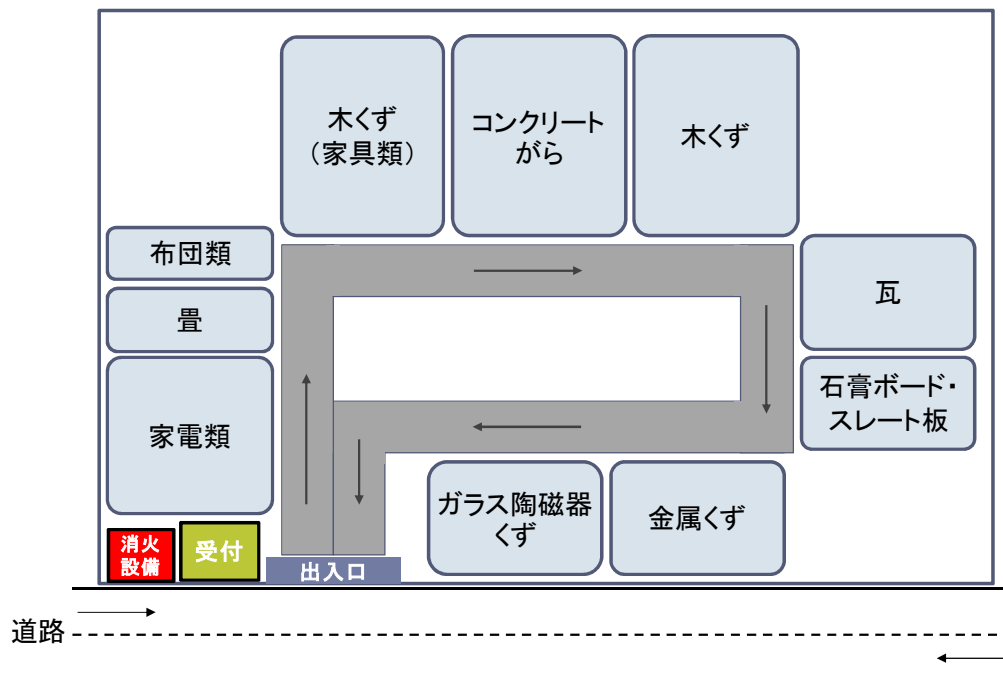 木くず
（家具類）
コンクリート
がら
木くず
布団類
畳
家電類
瓦
石膏ボード・
スレート板
ガラス陶磁器
くず
金属くず
消火
設備
受付
出入口
道路